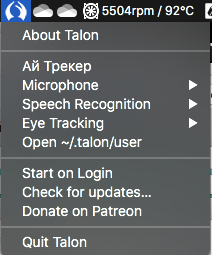 5504rpm / 92°C
About Talon
Ай Трекер
Microphone
Speech Recognition
Eye Tracking
Open ~/.talon/user
Start on Login
Check for updates...
Donate on Patreon
Quit Talon